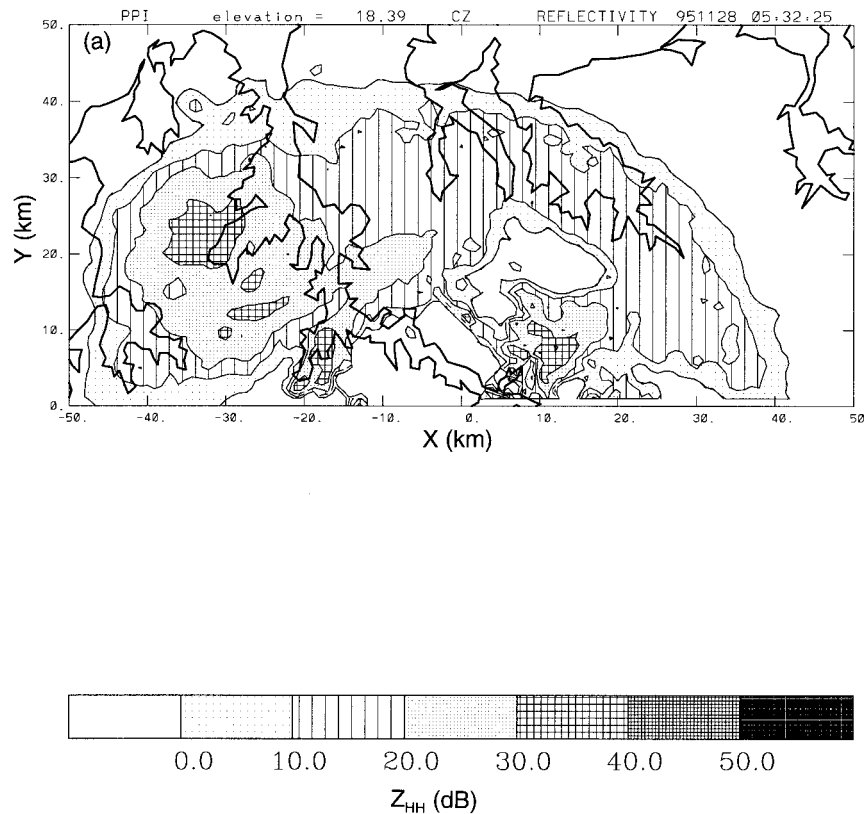 PPI elevation = 18.39 CZ REFLECTIVITY 951128 05:32:25
(a)
50.
40.
30.
20.
10.
0.
Y (km)
-50. -40. -30. -20. -10. 0. 10. 20. 30. 40. 50
X (km)
0.0 10.0 20.0 30.0 40.0 50.0
Z_HH (dB)